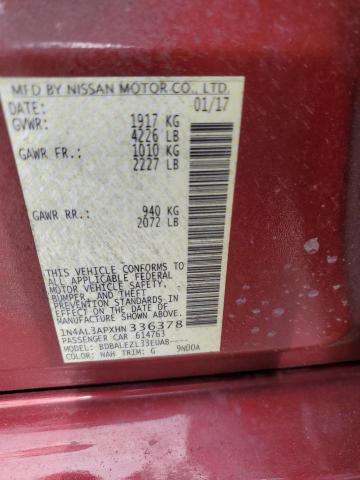 MFD BY NISSAN MOTOR CO., LTD.
DATE: 01/17
GVWR: 1917 KG
4226 LB
GAWR FR.: 1010 KG
2227 LB
GAWR RR.: 940 KG
2072 LB
THIS VEHICLE CONFORMS TO
ALL APPLICABLE FEDERAL
MOTOR VEHICLE SAFETY,
BUMPER, AND THEFT
PREVENTION STANDARDS IN
EFFECT ON THE DATE OF
MANUFACTURE SHOWN ABOVE.
1N4AL3APXHN336378
PASSENGER CAR 614763
MODEL: BDBALEZL33EUAB----
COLOR: NAH TRIM: G 9N00A